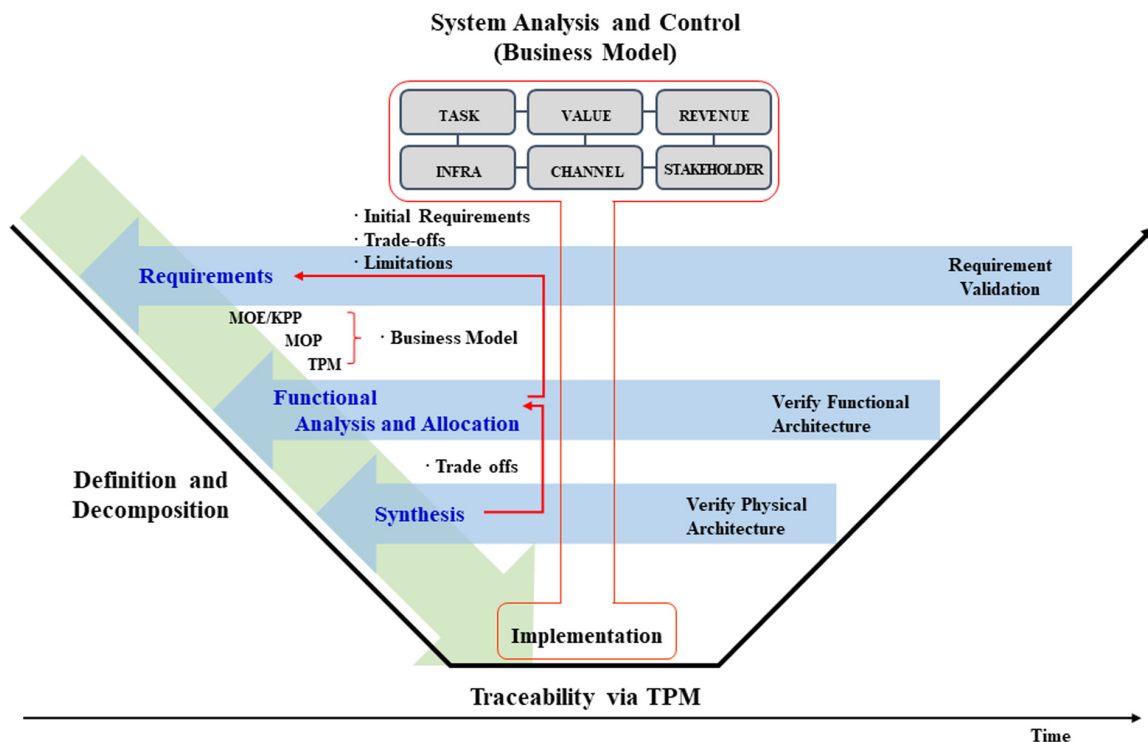 System Analysis and Control
(Business Model)
TASK
VALUE
REVENUE
INFRA
CHANNEL
STAKEHOLDER
· Initial Requirements
· Trade-offs
· Limitations
Requirements
Requirement
Validation
MOE/KPP
MOP
TPM
· Business Model
Functional
Analysis and Allocation
Verify Functional
Architecture
· Trade offs
Definition and
Decomposition
Synthesis
Verify Physical
Architecture
Implementation
Traceability via TPM
Time